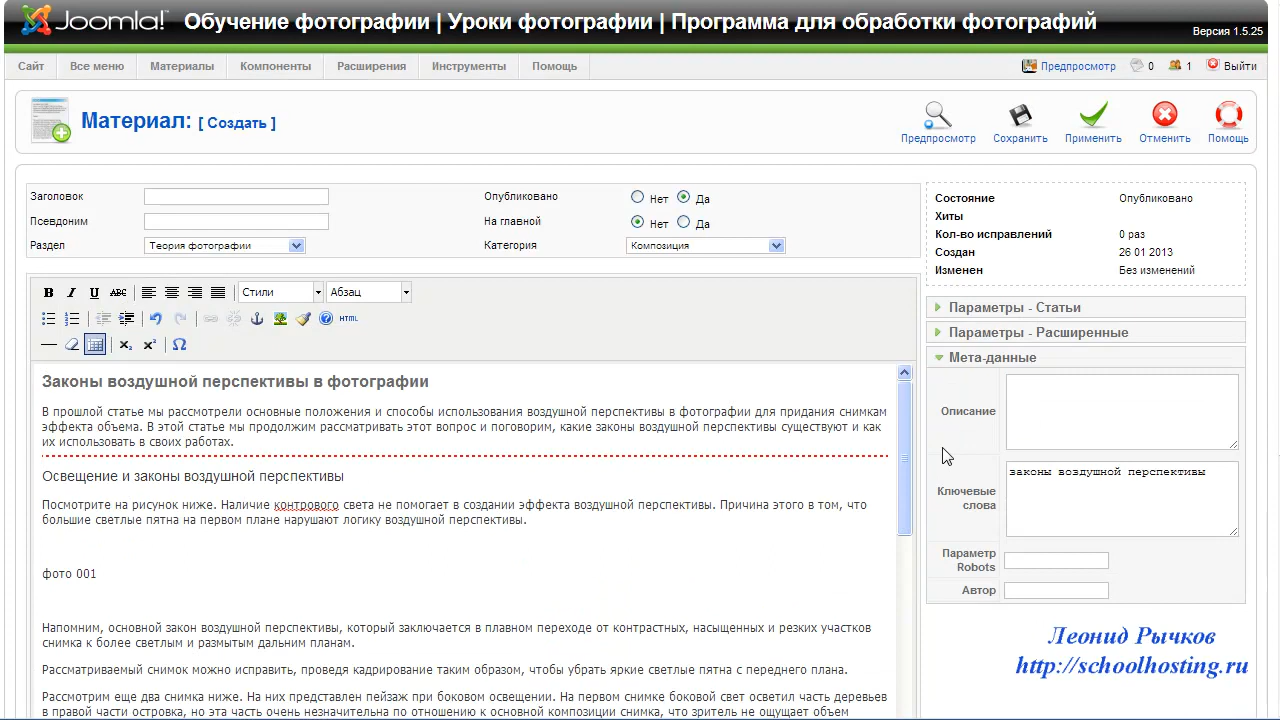 Joomla! Обучение фотографии | Уроки фотографии | Программа для обработки фотографий
Версия 1.5.25
Сайт Все меню Материалы Компоненты Расширения Инструменты Помощь Предпросмотр 0 1 Выйти
Материал: [ Создать ]
Предпросмотр Сохранить Применить Отменить Помощь
Заголовок Опубликовано Нет Да
Псевдоним На главной Нет Да
Раздел Теория фотографии Категория Композиция
Состояние Опубликовано
Хиты
Кол-во исправлений 0 раз
Создан 26 01 2013
Изменен Без изменений
B I U ABC Стили Абзац
HTML
Законы воздушной перспективы в фотографии
В прошлой статье мы рассмотрели основные положения и способы использования воздушной перспективы в фотографии для придания снимкам
эффекта объема. В этой статье мы продолжим рассматривать этот вопрос и поговорим, какие законы воздушной перспективы существуют и как
их использовать в своих работах.
Освещение и законы воздушной перспективы
Посмотрите на рисунок ниже. Наличие контрового света не помогает в создании эффекта воздушной перспективы. Причина этого в том, что
большие светлые пятна на первом плане нарушают логику воздушной перспективы.
фото 001
Напомним, основной закон воздушной перспективы, который заключается в плавном переходе от контрастных, насыщенных и резких участков
снимка к более светлым и размытым дальним планам.
Рассматриваемый снимок можно исправить, проведя кадрирование таким образом, чтобы убрать яркие светлые пятна с переднего плана.
Рассмотрим еще два снимка ниже. На них представлен пейзаж при боковом освещении. На первом снимке боковой свет осветил часть деревьев
в правой части островка, но эта часть очень незначительна по отношению к основной композиции снимка, что зритель не ощущает объем
Параметры - Статьи
Параметры - Расширенные
Мета-данные
Описание
Ключевые
слова
законы воздушной перспективы
Параметр
Robots
Автор
Леонид Рычков
http://schoolhosting.ru